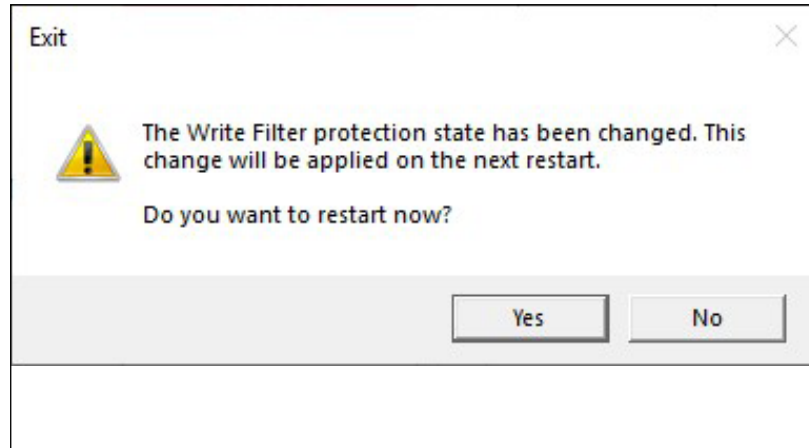 Exit
The Write Filter protection state has been changed. This
change will be applied on the next restart.
Do you want to restart now?
Yes
No